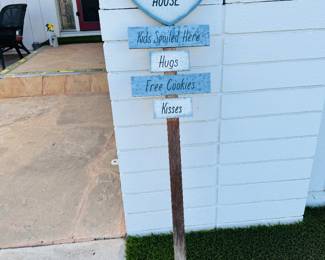 HOUSE
Kids Spoiled Here
Hugs
Free Cookies
Kisses